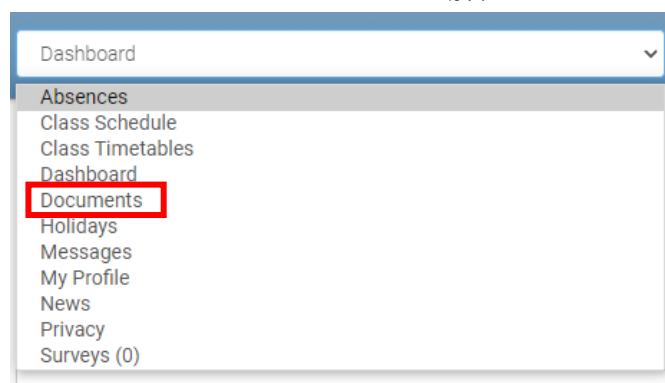 Dashboard
Absences
Class Schedule
Class Timetables
Dashboard
Documents
Holidays
Messages
My Profile
News
Privacy
Surveys (0)